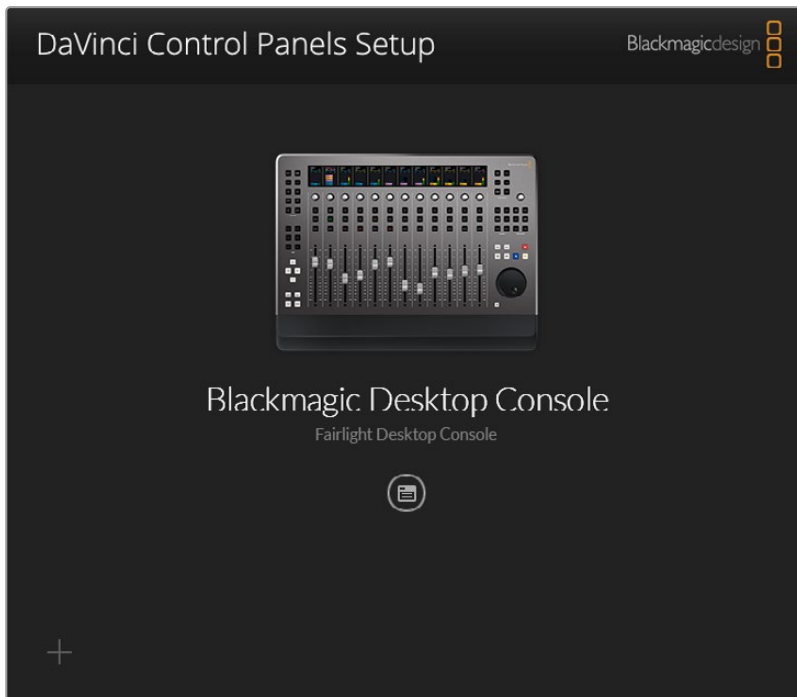 DaVinci Control Panels Setup
Blackmagicdesign
Blackmagic Desktop Console
Fairlight Desktop Console